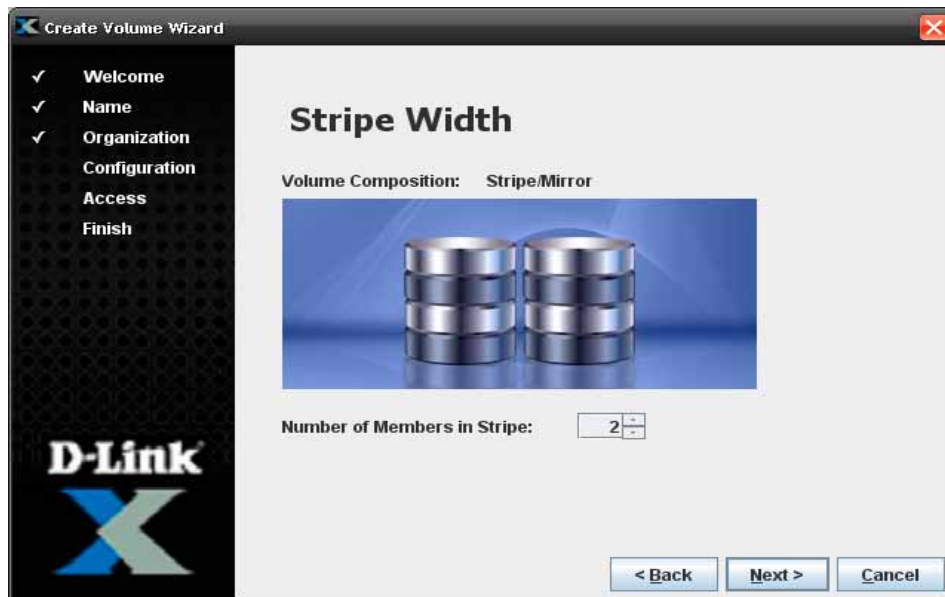 Create Volume Wizard
✓ Welcome
✓ Name
✓ Organization
Configuration
Access
Finish
Stripe Width
Volume Composition: Stripe/Mirror
Number of Members in Stripe: 2
D-Link
< Back Next > Cancel